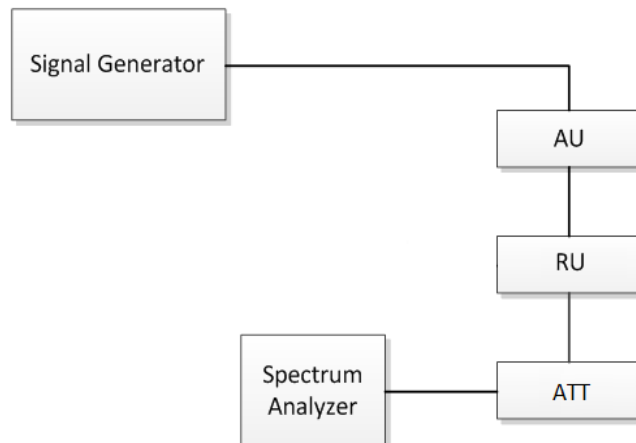 Signal Generator
AU
RU
ATT
Spectrum
Analyzer